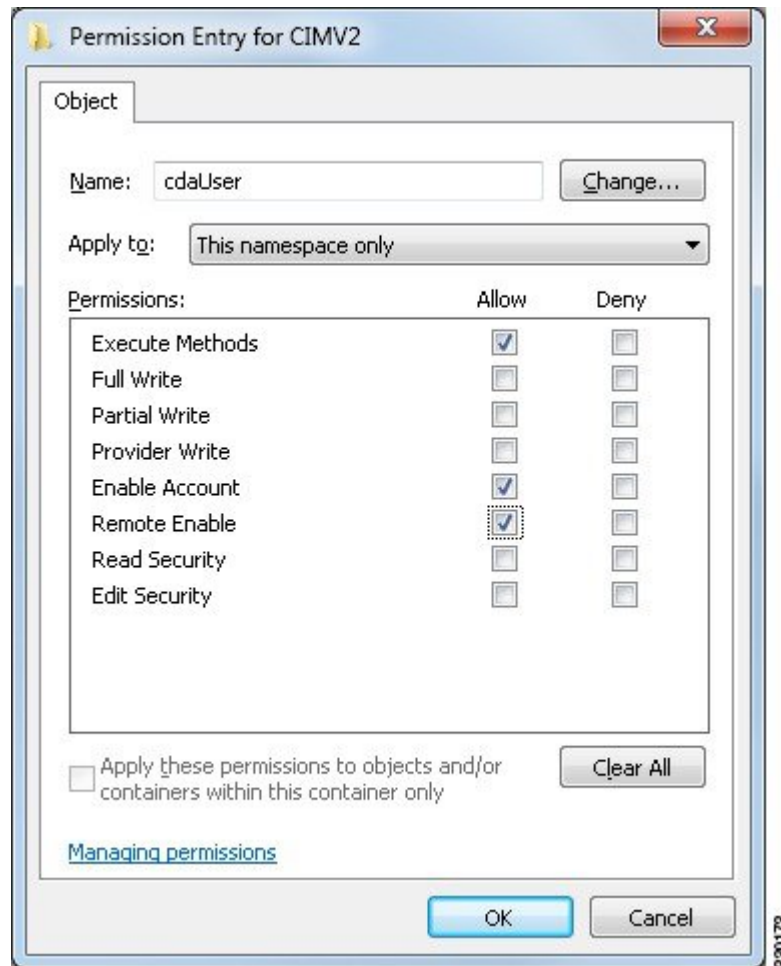 Permission Entry for CIMV2
Object
Name: cdaUser Change...
Apply to: This namespace only
Permissions: Allow Deny
Execute Methods
Full Write
Partial Write
Provider Write
Enable Account
Remote Enable
Read Security
Edit Security
Apply these permissions to objects and/or
containers within this container only
Clear All
Managing permissions
OK Cancel